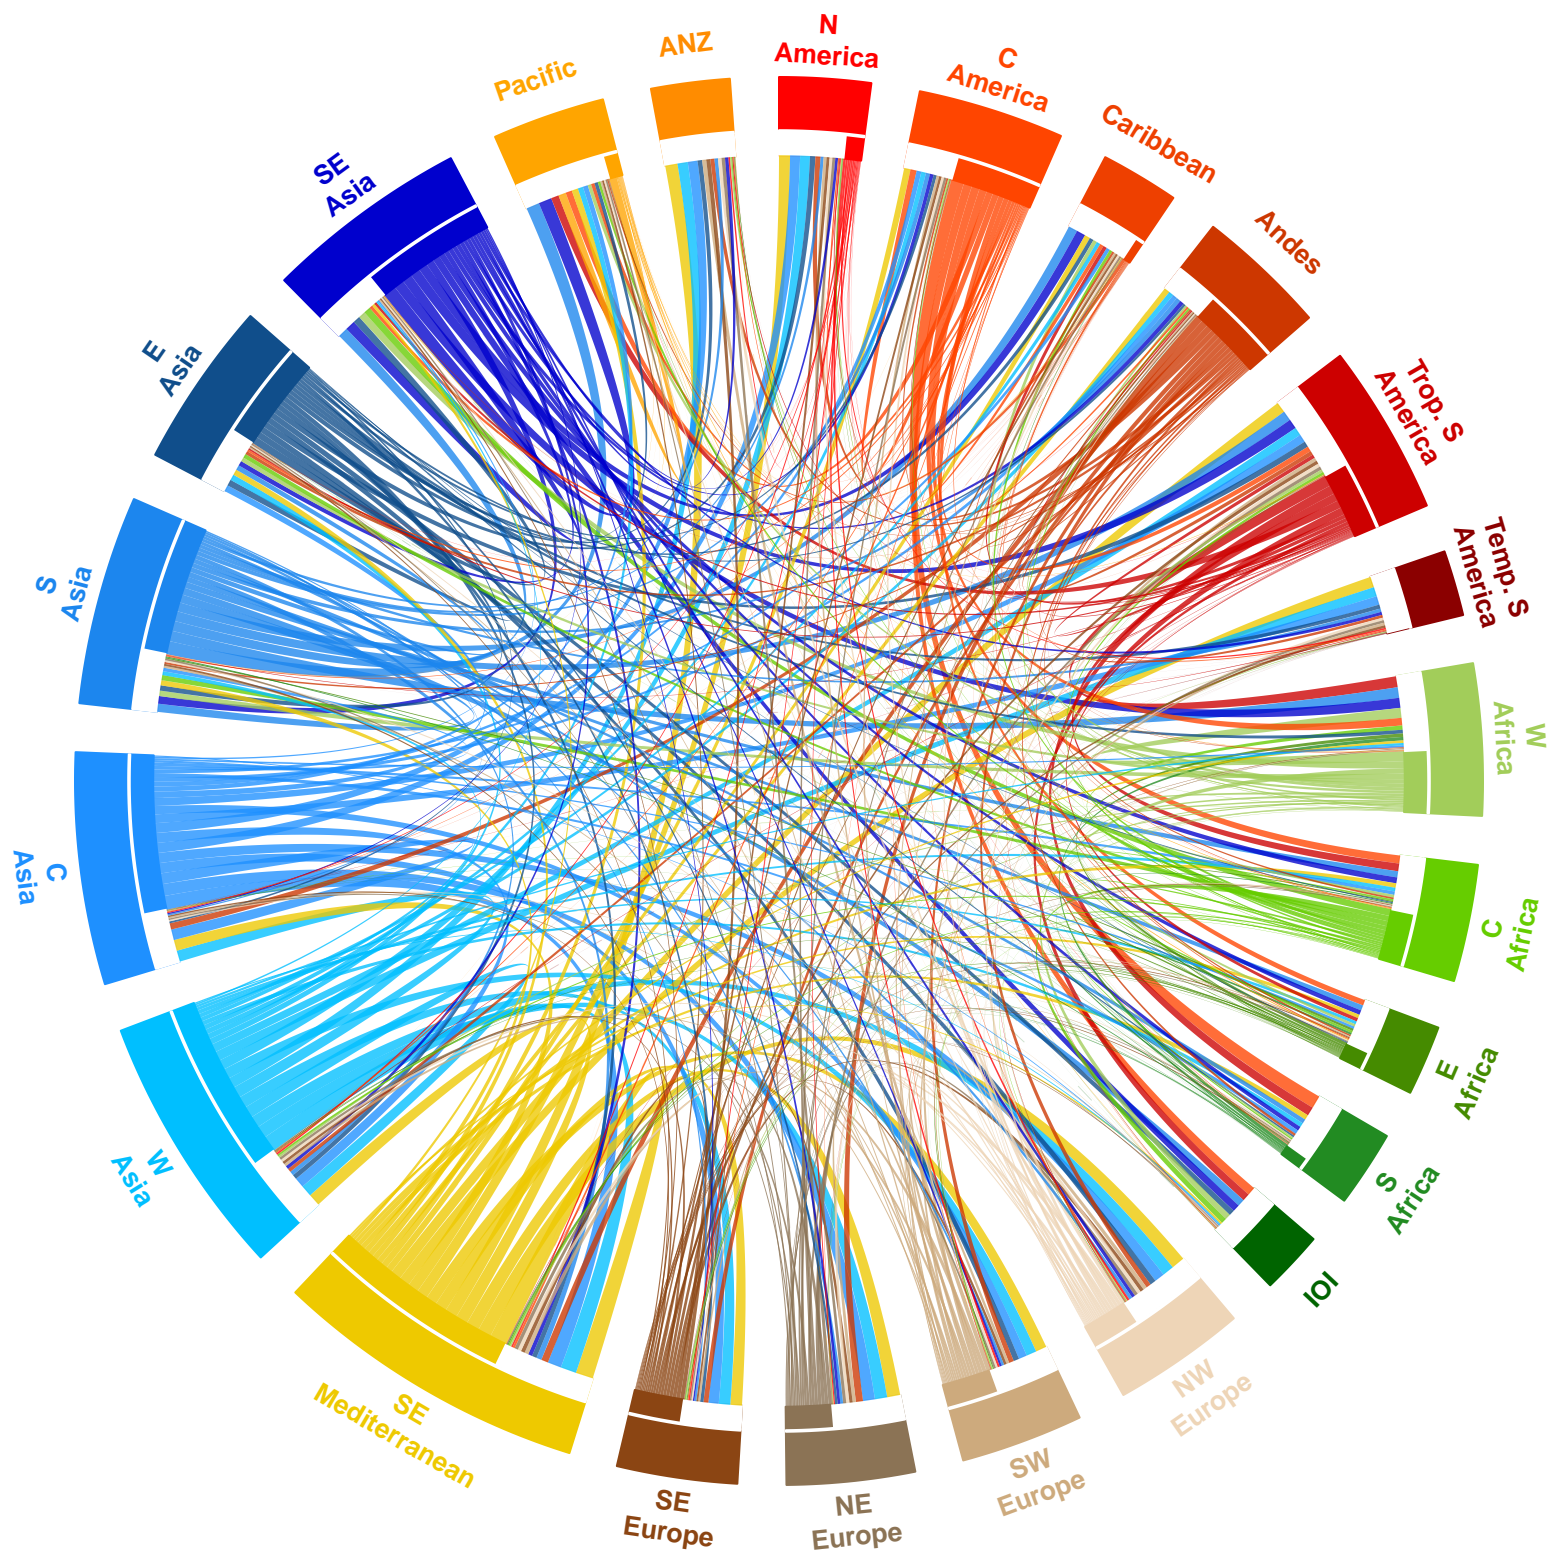 N
America
C
America
Caribbean
Andes
Trop. S
America
Temp. S
America
W
Africa
C
Africa
E
Africa
S
Africa
IOI
NW
Europe
SW
Europe
NE
Europe
SE
Europe
SE
Mediterranean
W
Asia
C
Asia
S
Asia
E
Asia
SE
Asia
Pacific
ANZ